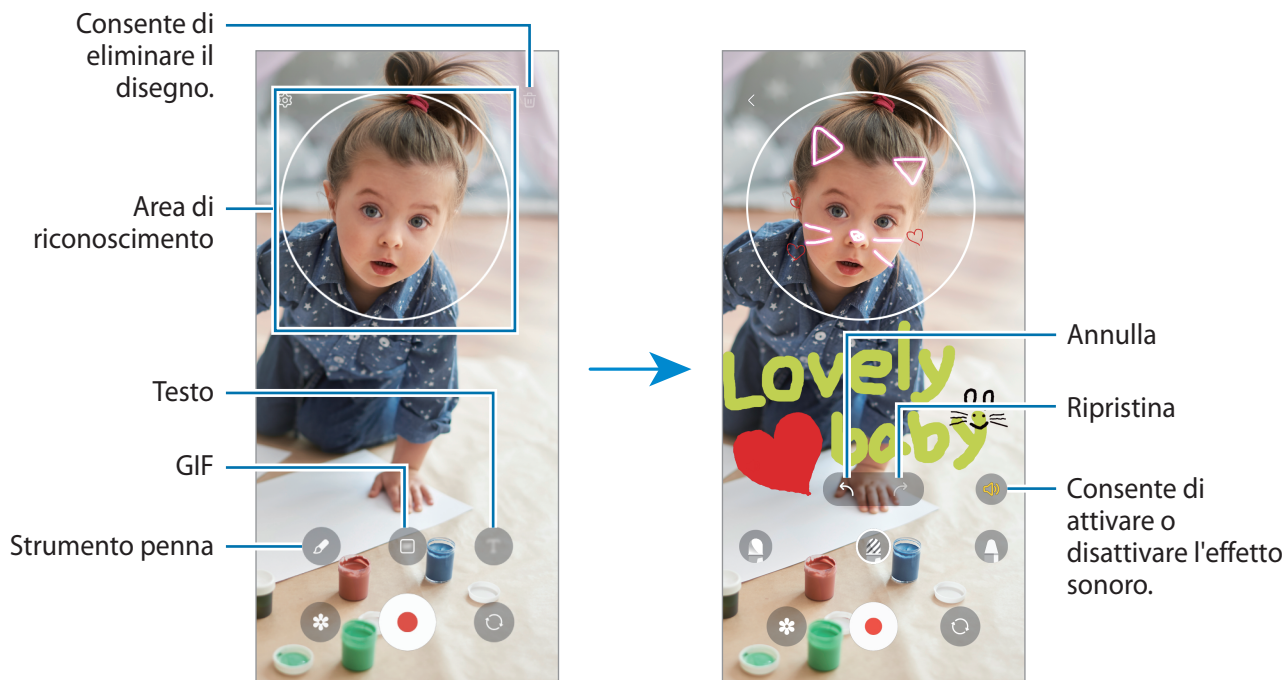 Consente di
eliminare il
disegno.
Area di
riconoscimento
Testo
GIF
Strumento penna
Lovely
baby
Annulla
Ripristina
Consente di
attivare o
disattivare l'effetto
sonoro.